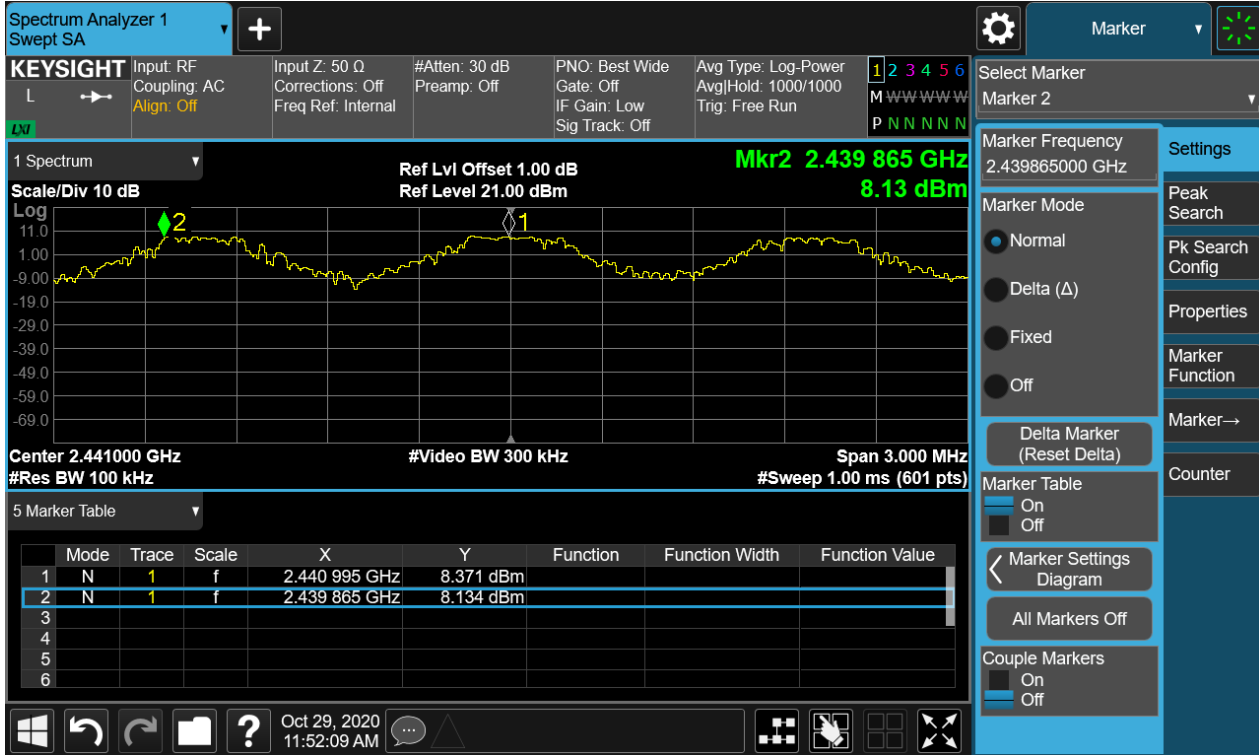 Spectrum Analyzer 1
Swept SA
Marker
KEYSIGHT
L
LXI
Input: RF
Coupling: AC
Align: Off
Input Z: 50 Ω
Corrections: Off
Freq Ref: Internal
#Atten: 30 dB
Preamp: Off
PNO: Best Wide
Gate: Off
IF Gain: Low
Sig Track: Off
Avg Type: Log-Power
Avg|Hold: 1000/1000
Trig: Free Run
1 2 3 4 5 6
M W W W W W
P N N N N N
Select Marker
Marker 2
1 Spectrum
Ref Lvl Offset 1.00 dB
Mkr2 2.439 865 GHz
Scale/Div 10 dB
Ref Level 21.00 dBm
8.13 dBm
Log
2
1
11.0
1.00
-9.00
-19.0
-29.0
-39.0
-49.0
-59.0
-69.0
Center 2.441000 GHz
#Video BW 300 kHz
Span 3.000 MHz
#Res BW 100 kHz
#Sweep 1.00 ms (601 pts)
5 Marker Table
Mode Trace Scale X Y Function Function Width Function Value
1 N 1 f 2.440 995 GHz 8.371 dBm
2 N 1 f 2.439 865 GHz 8.134 dBm
3
4
5
6
Marker Frequency
2.439865000 GHz
Marker Mode
Normal
Delta (Δ)
Fixed
Off
Delta Marker
(Reset Delta)
Marker Table
On
Off
Marker Settings
Diagram
All Markers Off
Couple Markers
On
Off
Settings
Peak
Search
Pk Search
Config
Properties
Marker
Function
Marker→
Counter
?
Oct 29, 2020
11:52:09 AM